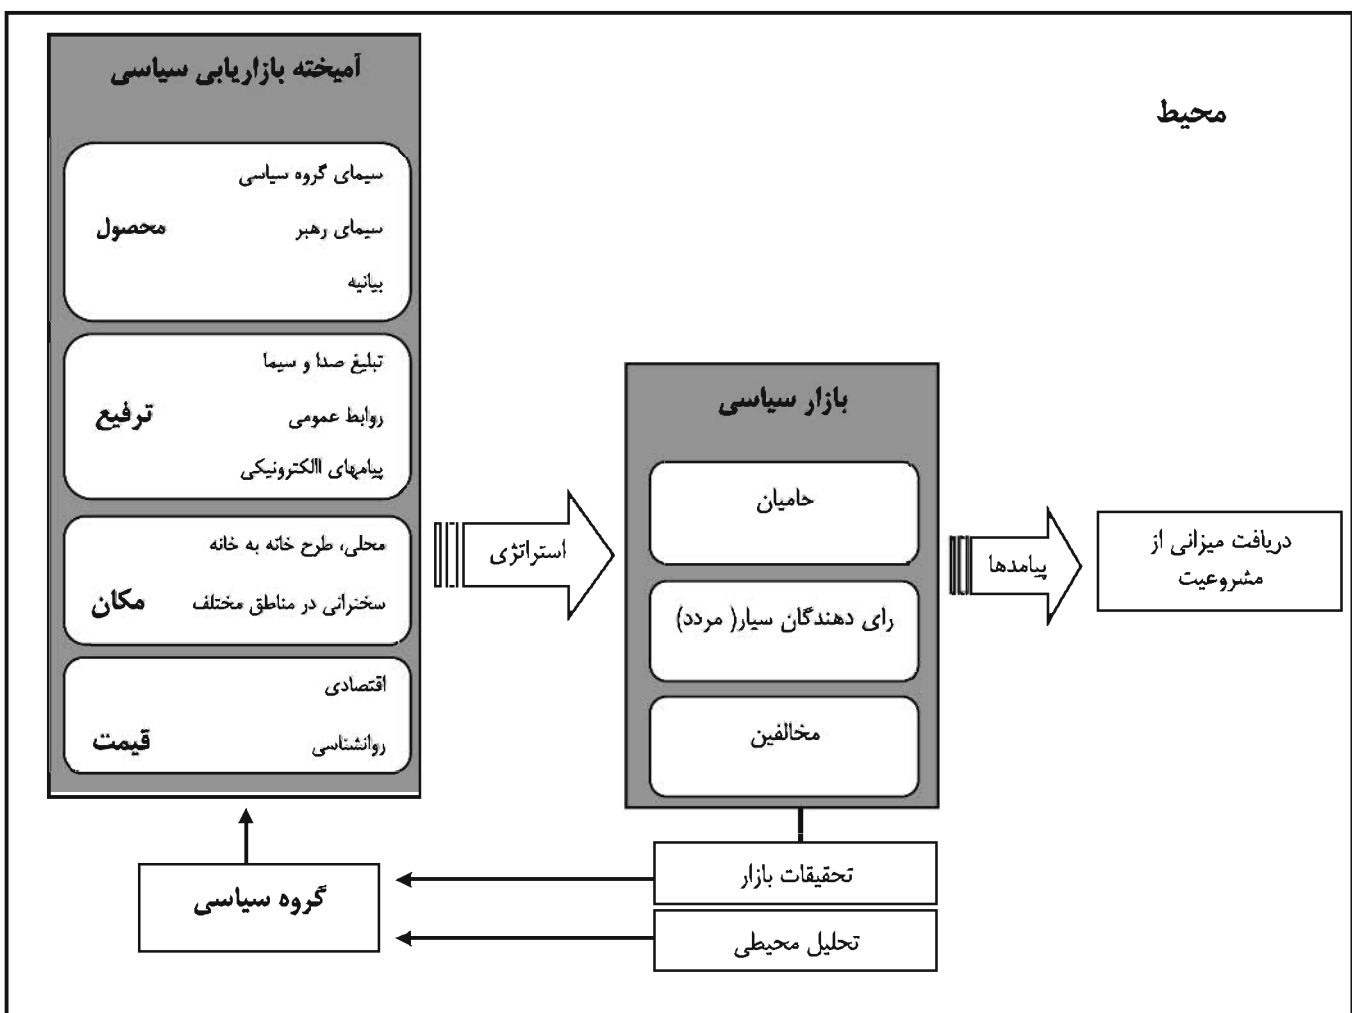 محیط
آمیخته بازاریابی سیاسی
سیمای گروه سیاسی
سیمای رهبر
محصول
بیانیه
تبلیغ صدا و سیما
روابط عمومی
ترفیع
پیامهای االکترونیکی
محلی، طرح خانه به خانه
سخنرانی در مناطق مختلف
مکان
اقتصادی
روانشناسی
قیمت
استراتژی
بازار سیاسی
حامیان
رای دهندگان سیار( مردد)
مخالفین
پیامدها
دریافت میزانی از
مشروعیت
تحقیقات بازار
تحلیل محیطی
گروه سیاسی